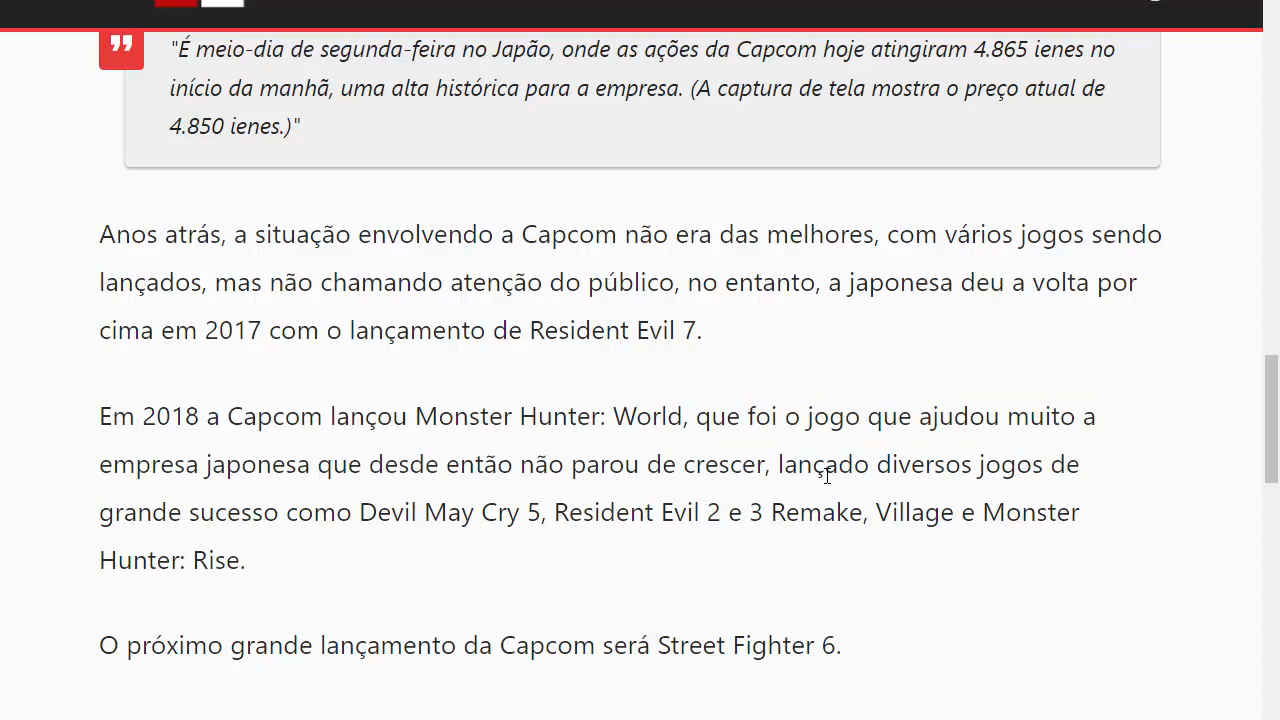 "É meio-dia de segunda-feira no Japão, onde as ações da Capcom hoje atingiram 4.865 ienes no
início da manhã, uma alta histórica para a empresa. (A captura de tela mostra o preço atual de
4.850 ienes.)"
Anos atrás, a situação envolvendo a Capcom não era das melhores, com vários jogos sendo
lançados, mas não chamando atenção do público, no entanto, a japonesa deu a volta por
cima em 2017 com o lançamento de Resident Evil 7.
Em 2018 a Capcom lançou Monster Hunter: World, que foi o jogo que ajudou muito a
empresa japonesa que desde então não parou de crescer, lançado diversos jogos de
grande sucesso como Devil May Cry 5, Resident Evil 2 e 3 Remake, Village e Monster
Hunter: Rise.
O próximo grande lançamento da Capcom será Street Fighter 6.